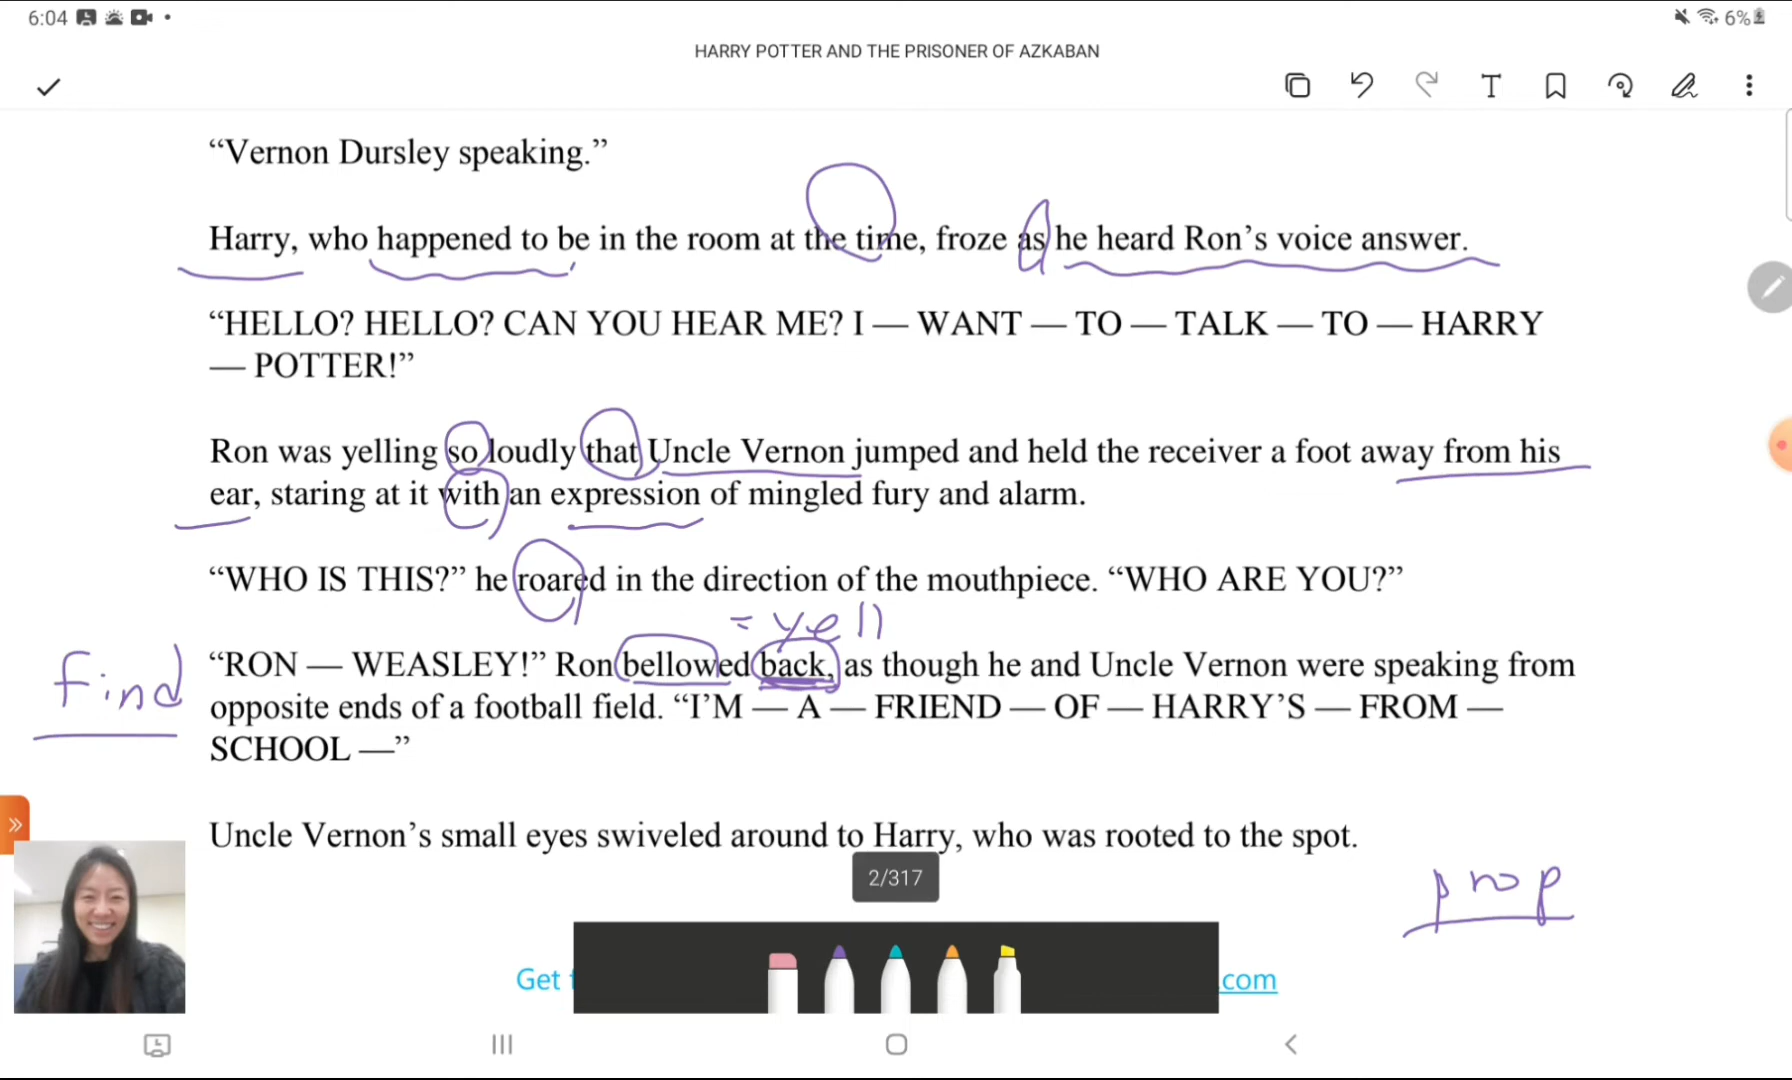 6:04
6%
HARRY POTTER AND THE PRISONER OF AZKABAN
T
“Vernon Dursley speaking.”
Harry, who happened to be in the room at the time, froze as he heard Ron’s voice answer.
“HELLO? HELLO? CAN YOU HEAR ME? I — WANT — TO — TALK — TO — HARRY
— POTTER!”
Ron was yelling so loudly that Uncle Vernon jumped and held the receiver a foot away from his
ear, staring at it with an expression of mingled fury and alarm.
“WHO IS THIS?” he roared in the direction of the mouthpiece. “WHO ARE YOU?”
= yell
find
“RON — WEASLEY!” Ron bellowed back, as though he and Uncle Vernon were speaking from
opposite ends of a football field. “I’M — A — FRIEND — OF — HARRY’S — FROM —
SCHOOL —”
Uncle Vernon’s small eyes swiveled around to Harry, who was rooted to the spot.
2/317
prop
Get
.com